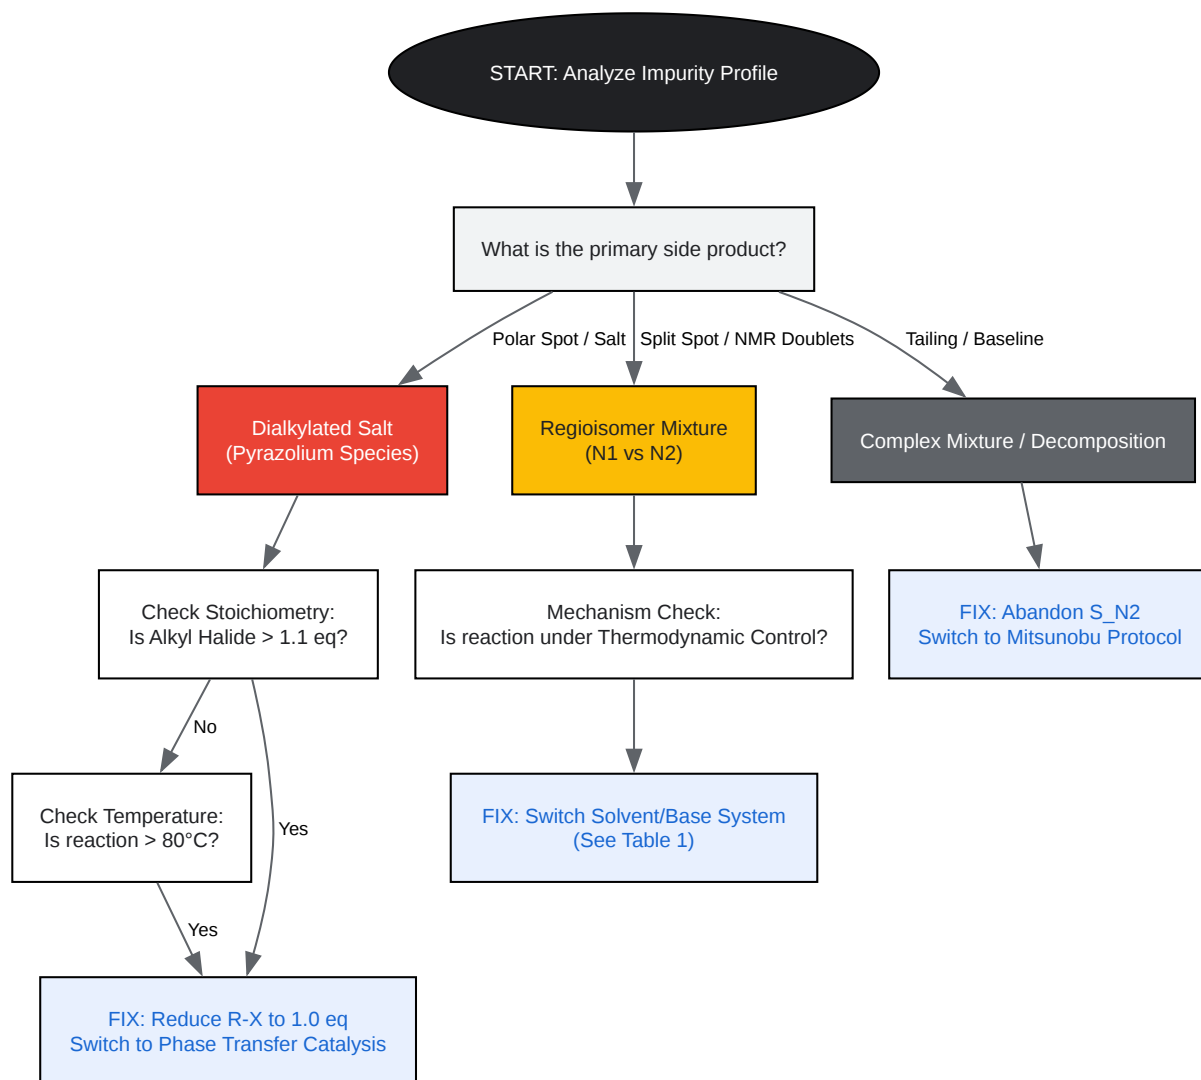 START: Analyze Impurity Profile
What is the primary side product?
Polar Spot / Salt
Split Spot / NMR Doublets
Tailing / Baseline
Dialkylated Salt
(Pyrazolium Species)
Regioisomer Mixture
(N1 vs N2)
Complex Mixture / Decomposition
Check Stoichiometry:
Is Alkyl Halide > 1.1 eq?
Mechanism Check:
Is reaction under Thermodynamic Control?
FIX: Abandon S_N2
Switch to Mitsunobu Protocol
No
Yes
Check Temperature:
Is reaction > 80°C?
FIX: Switch Solvent/Base System
(See Table 1)
Yes
FIX: Reduce R-X to 1.0 eq
Switch to Phase Transfer Catalysis